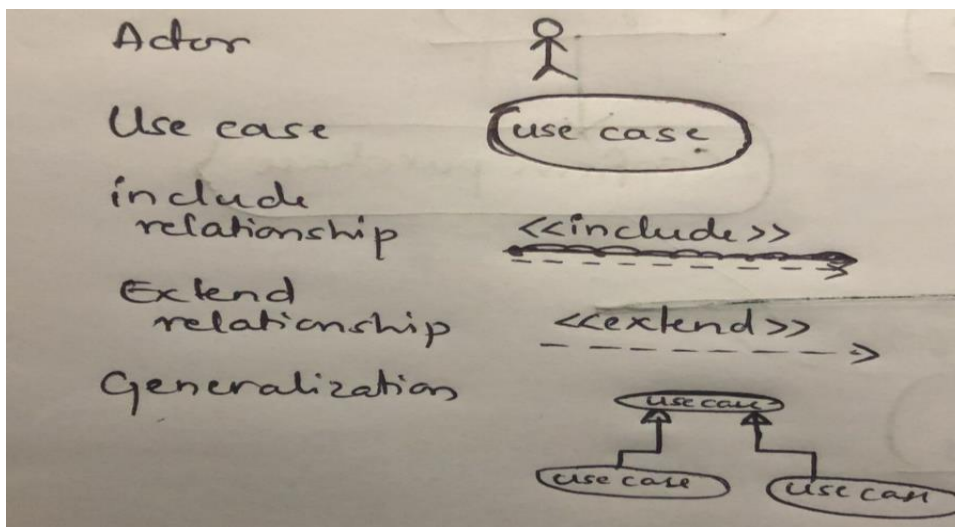 Actor
Use case use case
include
relationship <<include>>
Extend
relationship <<extend>>
Generalization
use case
use case use case